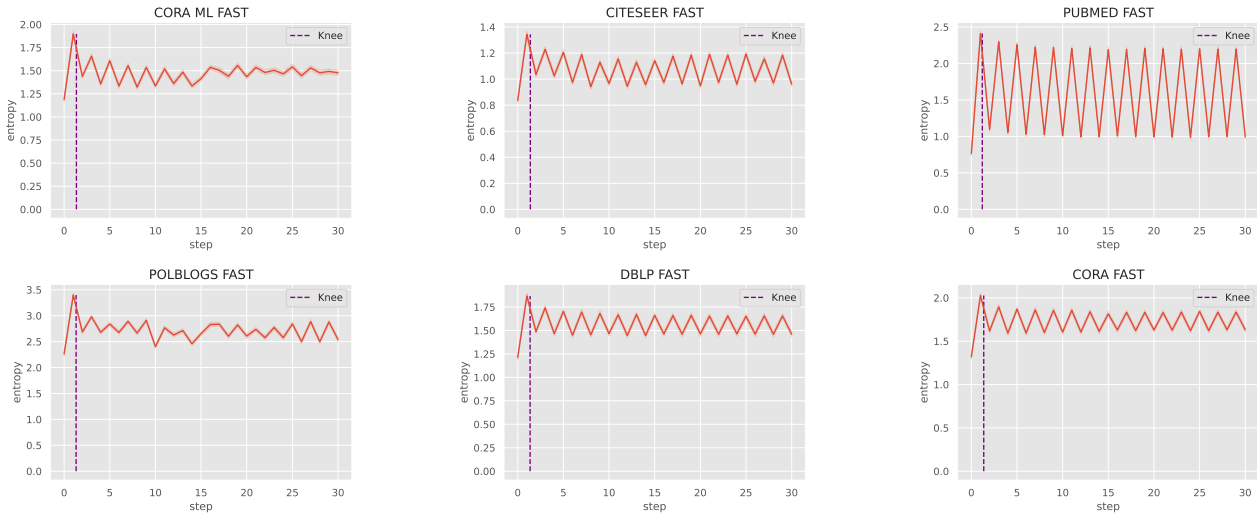 CORA ML FAST
2.00
1.75
1.50
1.25
1.00
0.75
0.50
0.25
0.00
entropy
0 5 10 15 20 25 30
step
Knee
CITESEER FAST
1.4
1.2
1.0
0.8
0.6
0.4
0.2
0.0
entropy
0 5 10 15 20 25 30
step
Knee
PUBMED FAST
2.5
2.0
1.5
1.0
0.5
0.0
entropy
0 5 10 15 20 25 30
step
Knee
POLBLOGS FAST
3.5
3.0
2.5
2.0
1.5
1.0
0.5
0.0
entropy
0 5 10 15 20 25 30
step
Knee
DBLP FAST
1.75
1.50
1.25
1.00
0.75
0.50
0.25
0.00
entropy
0 5 10 15 20 25 30
step
Knee
CORA FAST
2.0
1.5
1.0
0.5
0.0
entropy
0 5 10 15 20 25 30
step
Knee